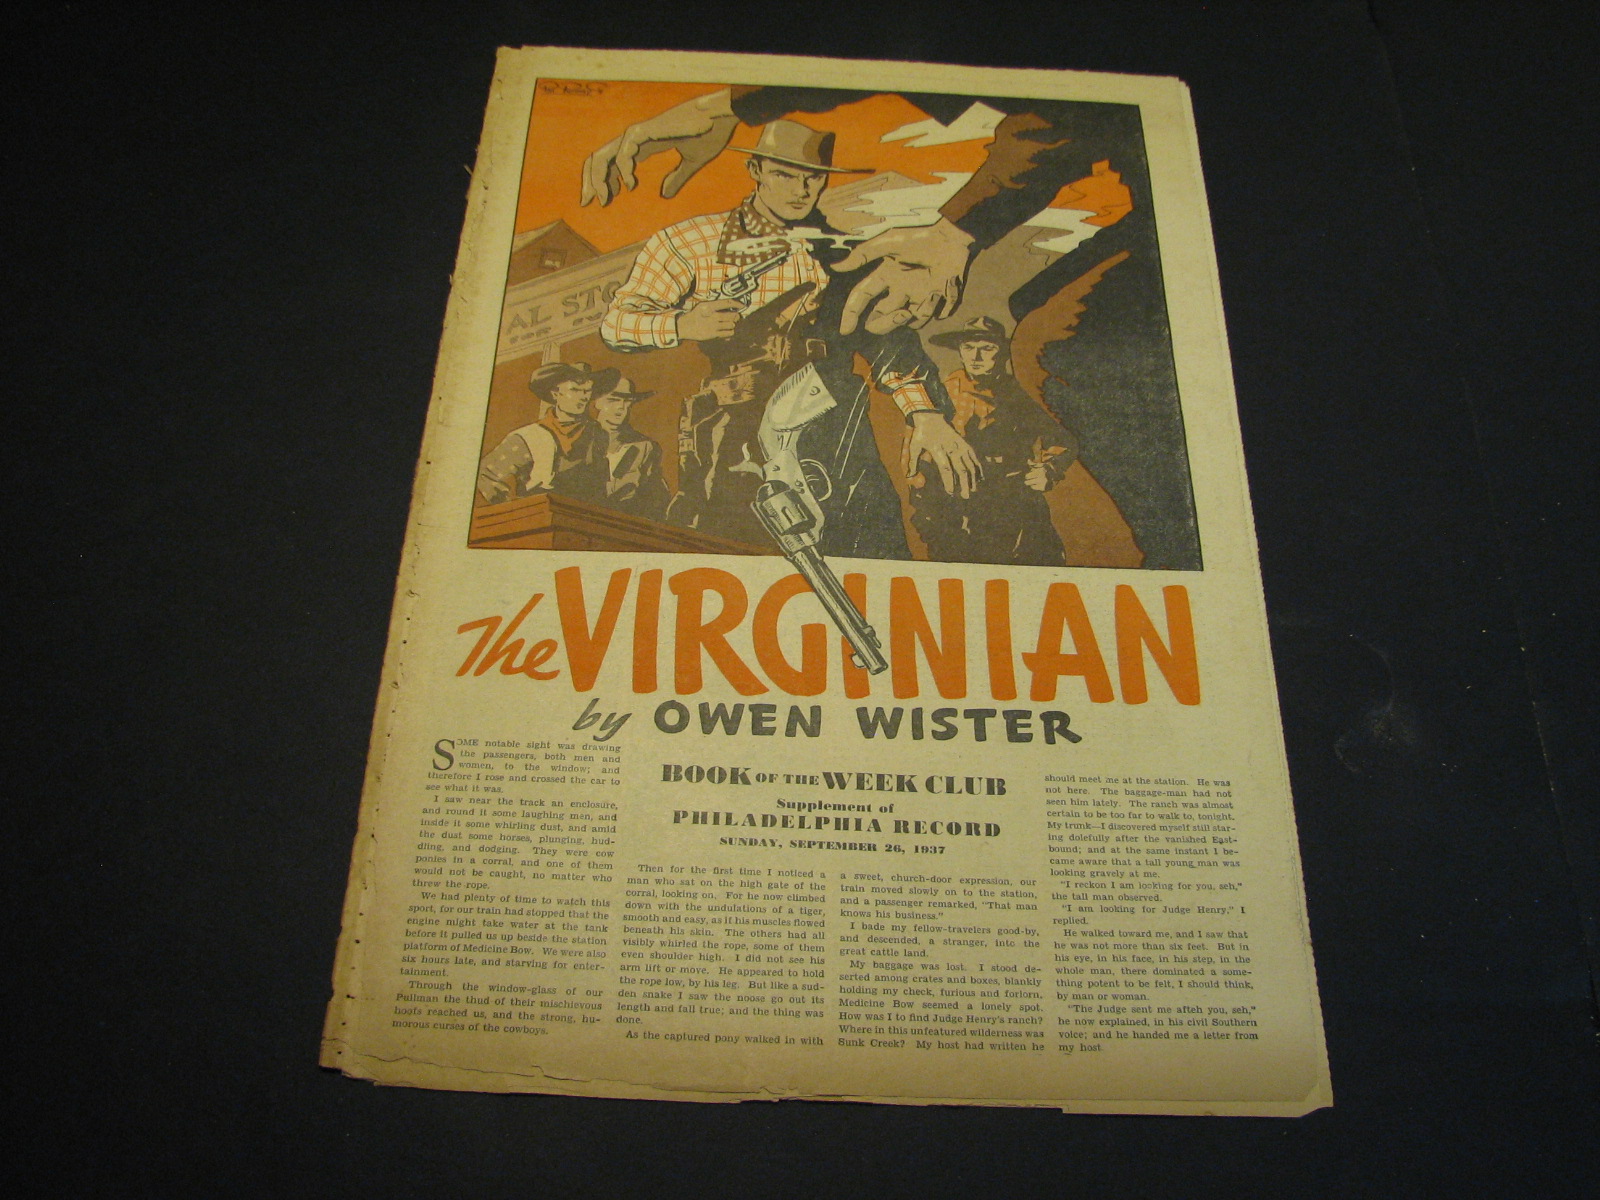 AL STO
The VIRGINIAN
by OWEN WISTER
SOME notable sight was drawing
the passengers, both men and
women, to the window; and
therefore I rose and crossed the car to
see what it was.
I saw near the track an enclosure,
and round it some laughing men, and
inside it some whirling dust, and amid
the dust some horses, plunging, hud-
dling, and dodging. They were cow
ponies in a corral, and one of them
would not be caught, no matter who
threw the rope.
We had plenty of time to watch this
sport, for our train had stopped that the
engine might take water at the tank
before it pulled us up beside the station
platform of Medicine Bow. We were also
six hours late, and starving for enter-
tainment.
Through the window-glass of our
Pullman the thud of their mischievous
hoofs reached us, and the strong, hu-
morous curses of the cowboys.
BOOK OF THE WEEK CLUB
Supplement of
PHILADELPHIA RECORD
SUNDAY, SEPTEMBER 26, 1937
Then for the first time I noticed a
man who sat on the high gate of the
corral, looking on. For he now climbed
down with the undulations of a tiger,
smooth and easy, as if his muscles flowed
beneath his skin. The others had all
visibly whirled the rope, some of them
even shoulder high. I did not see his
arm lift or move. He appeared to hold
the rope low, by his leg. But like a sud-
den snake I saw the noose go out its
length and fall true; and the thing was
done.
As the captured pony walked in with
a sweet, church-door expression, our
train moved slowly on to the station,
and a passenger remarked, "That man
knows his business."
I bade my fellow-travelers good-by,
and descended, a stranger, into the
great cattle land.
My baggage was lost. I stood de-
serted among crates and boxes, blankly
holding my check, furious and forlorn.
Medicine Bow seemed a lonely spot.
How was I to find Judge Henry's ranch?
Where in this unfeatured wilderness was
Sunk Creek? My host had written he
should meet me at the station. He was
not here. The baggage-man had not
seen him lately. The ranch was almost
certain to be too far to walk to, tonight.
My trunk—I discovered myself still star-
ing dolefully after the vanished East-
bound; and at the same instant I be-
came aware that a tall young man was
looking gravely at me.
"I reckon I am looking for you, seh,"
the tall man observed.
"I am looking for Judge Henry." I
replied.
He walked toward me, and I saw that
he was not more than six feet. But in
his eye, in his face, in his step, in the
whole man, there dominated a some-
thing potent to be felt, I should think,
by man or woman.
"The Judge sent me afteh you, seh,"
he now explained, in his civil Southern
voice; and he handed me a letter from
my host.